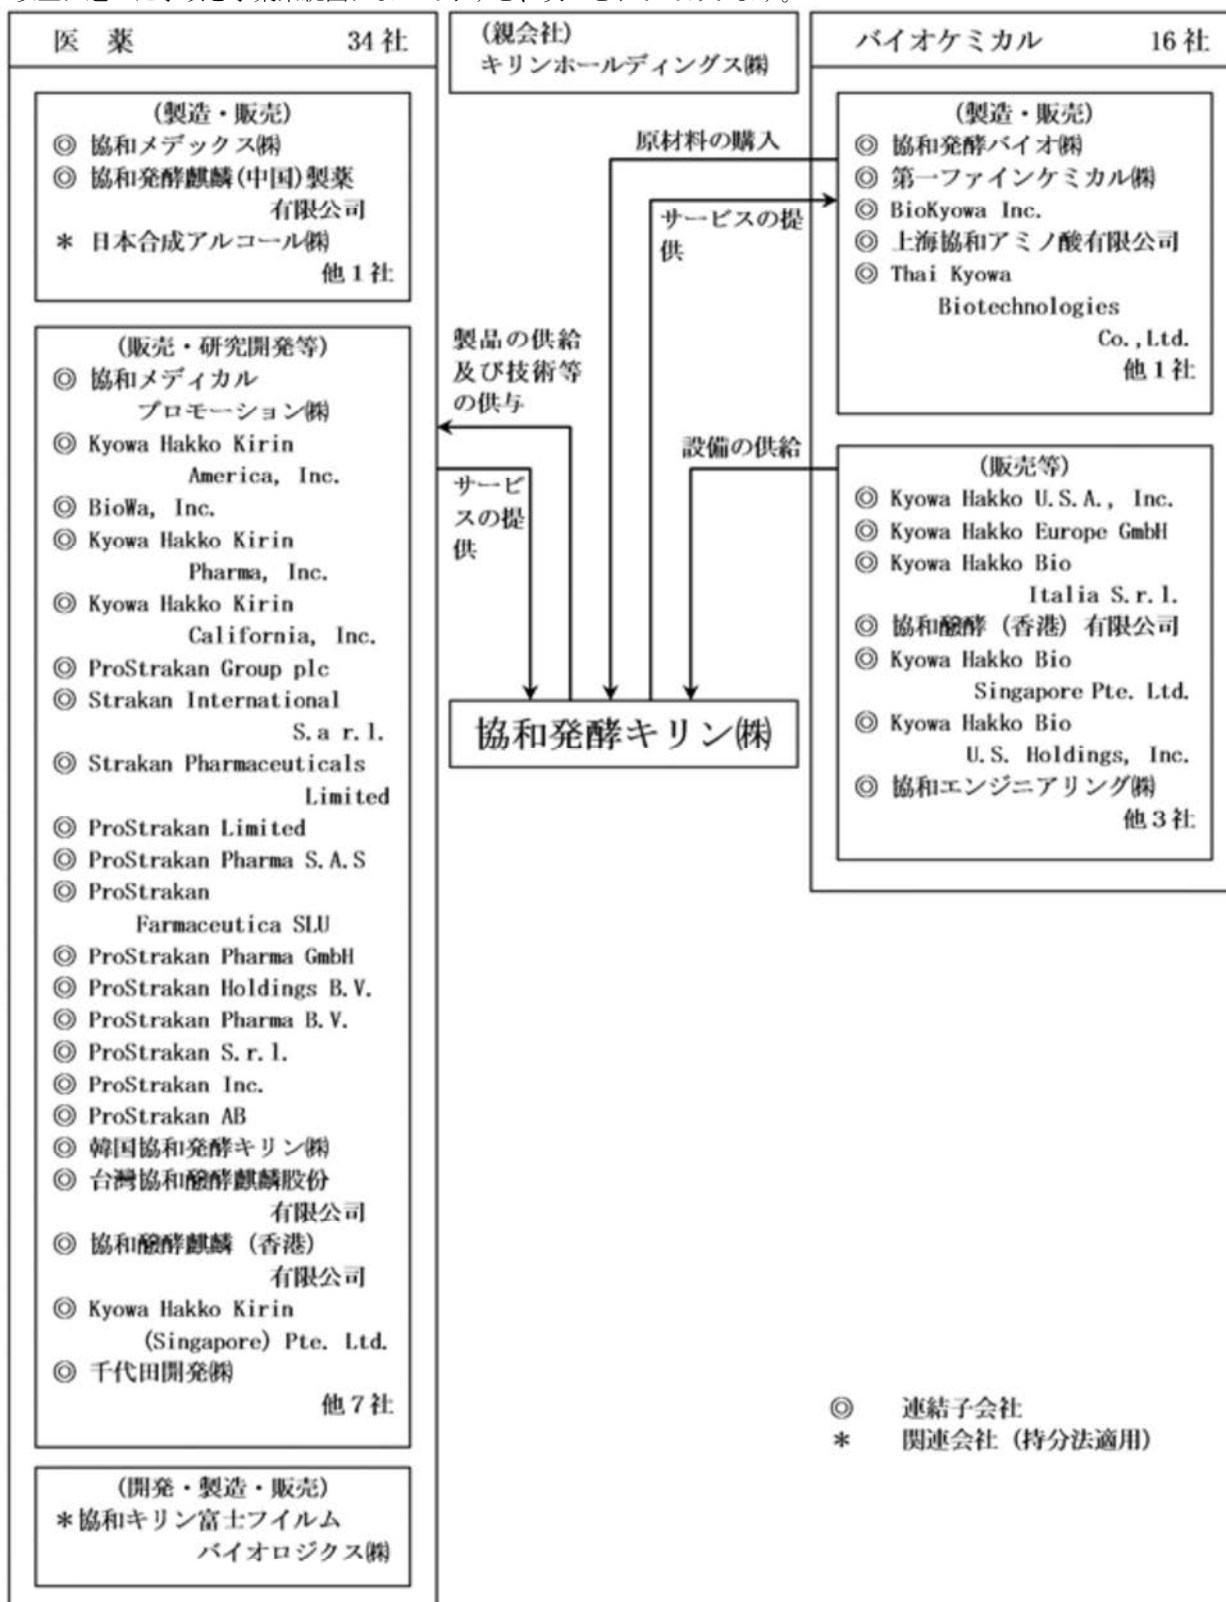 医 薬 34社
(製造・販売)
◎ 協和メデックス㈱
◎ 協和発酵麒麟(中国)製薬
有限公司
* 日本合成アルコール㈱
他1社
(販売・研究開発等)
◎ 協和メディカル
プロモーション㈱
◎ Kyowa Hakko Kirin
America, Inc.
◎ BioWa, Inc.
◎ Kyowa Hakko Kirin
Pharma, Inc.
◎ Kyowa Hakko Kirin
California, Inc.
◎ ProStrakan Group plc
◎ Strakan International
S.a r.l.
◎ Strakan Pharmaceuticals
Limited
◎ ProStrakan Limited
◎ ProStrakan Pharma S.A.S
◎ ProStrakan
Farmaceutica SLU
◎ ProStrakan Pharma GmbH
◎ ProStrakan Holdings B.V.
◎ ProStrakan Pharma B.V.
◎ ProStrakan S.r.l.
◎ ProStrakan Inc.
◎ ProStrakan AB
◎ 韓国協和発酵キリン㈱
◎ 台灣協和醱酵麒麟股份
有限公司
◎ 協和醱酵麒麟（香港）
有限公司
◎ Kyowa Hakko Kirin
(Singapore) Pte. Ltd.
◎ 千代田開発㈱
他7社
(開発・製造・販売)
*協和キリン富士フイルム
バイオロジクス㈱
(親会社)
キリンホールディングス㈱
原材料の購入
サービスの提
供
製品の供給
及び技術等
の供与
設備の供給
サービ
スの提
供
協和発酵キリン㈱
バイオケミカル 16社
(製造・販売)
◎ 協和発酵バイオ㈱
◎ 第一ファインケミカル㈱
◎ BioKyowa Inc.
◎ 上海協和アミノ酸有限公司
◎ Thai Kyowa
Biotechnologies
Co.,Ltd.
他1社
(販売等)
◎ Kyowa Hakko U.S.A., Inc.
◎ Kyowa Hakko Europe GmbH
◎ Kyowa Hakko Bio
Italia S.r.l.
◎ 協和醱酵（香港）有限公司
◎ Kyowa Hakko Bio
Singapore Pte. Ltd.
◎ Kyowa Hakko Bio
U.S. Holdings, Inc.
◎ 協和エンジニアリング㈱
他3社
◎ 連結子会社
* 関連会社（持分法適用）